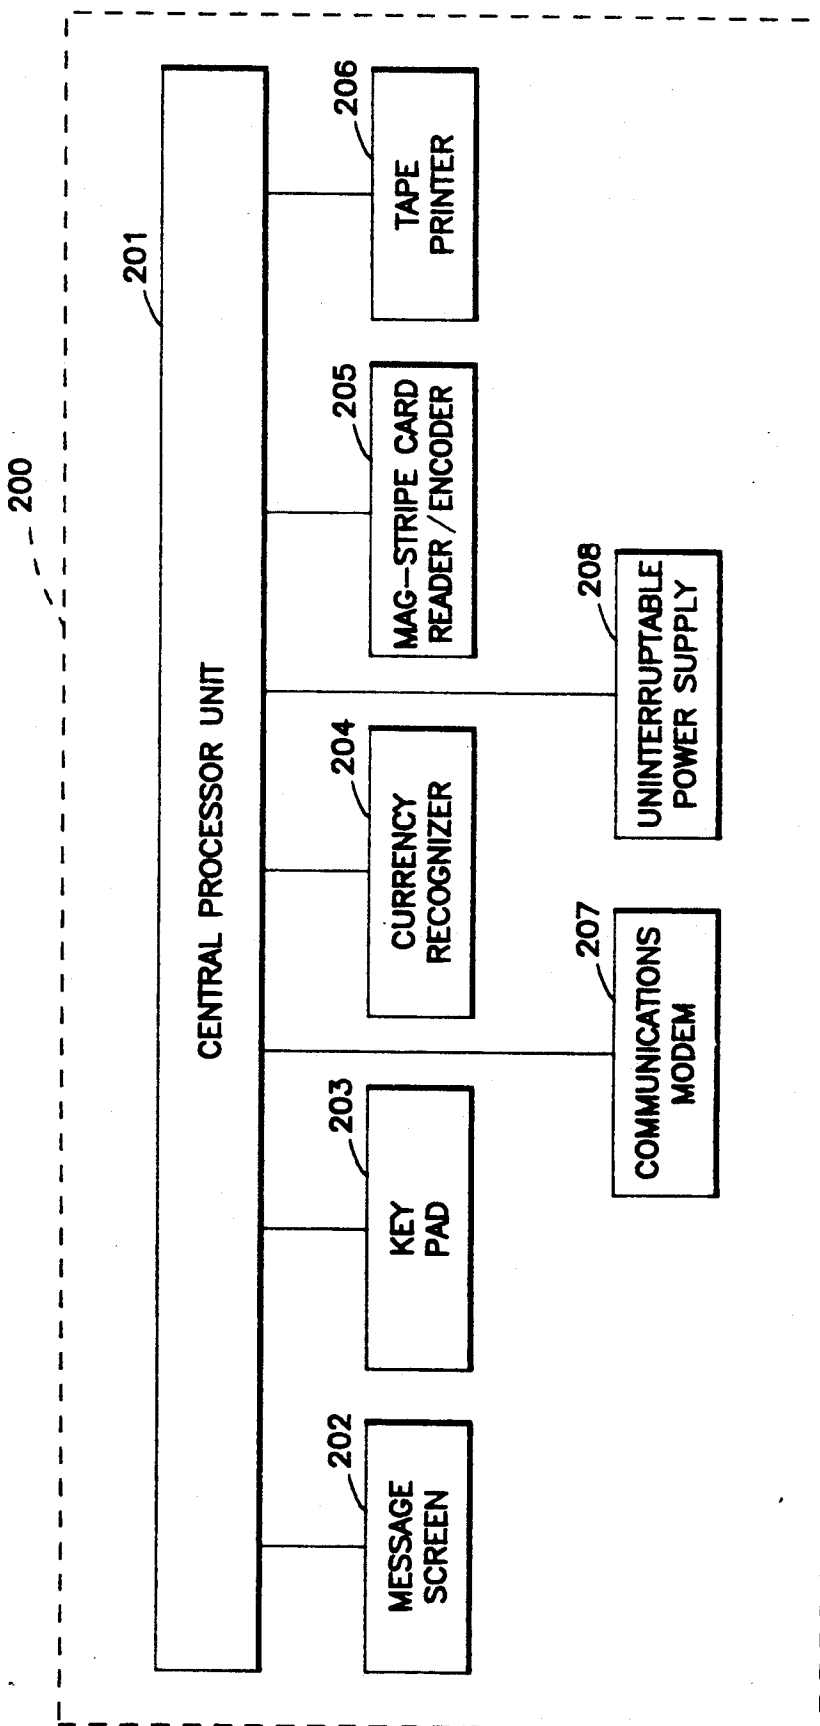 200
201
CENTRAL PROCESSOR UNIT
202
MESSAGE
SCREEN
203
KEY
PAD
204
CURRENCY
RECOGNIZER
205
MAG-STRIPE CARD
READER/ENCODER
206
TAPE
PRINTER
207
COMMUNICATIONS
MODEM
208
UNINTERRUPTABLE
POWER SUPPLY